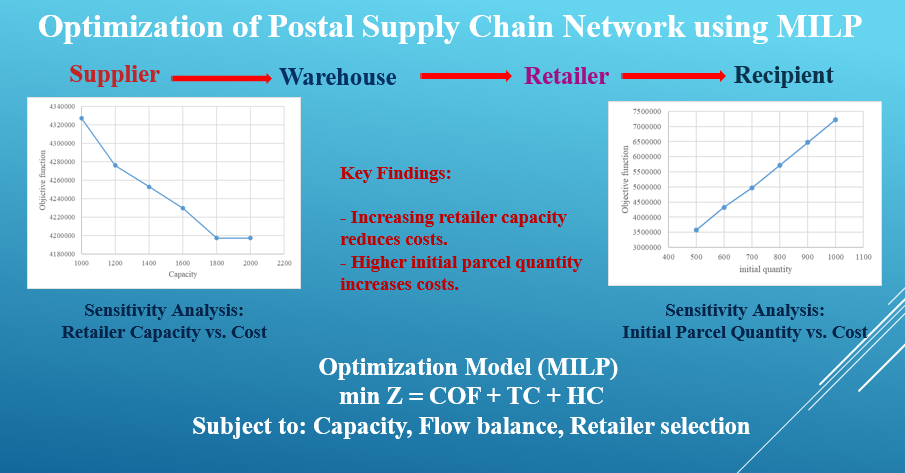 Optimization of Postal Supply Chain Network using MILP
Supplier
Warehouse
Retailer
Recipient
Objictive function
4340000
4320000
4300000
4280000
4260000
4240000
4220000
4200000
4180000
1000 1200 1400 1600 1800 2000 2200
Capacity
Sensitivity Analysis:
Retailer Capacity vs. Cost
Key Findings:
- Increasing retailer capacity
reduces costs.
- Higher initial parcel quantity
increases costs.
Objective function
7500000
7000000
6500000
6000000
5500000
5000000
4500000
4000000
3500000
3000000
400 500 600 700 800 900 1000 1100
initial quantity
Sensitivity Analysis:
Initial Parcel Quantity vs. Cost
Optimization Model (MILP)
min Z = COF + TC + HC
Subject to: Capacity, Flow balance, Retailer selection